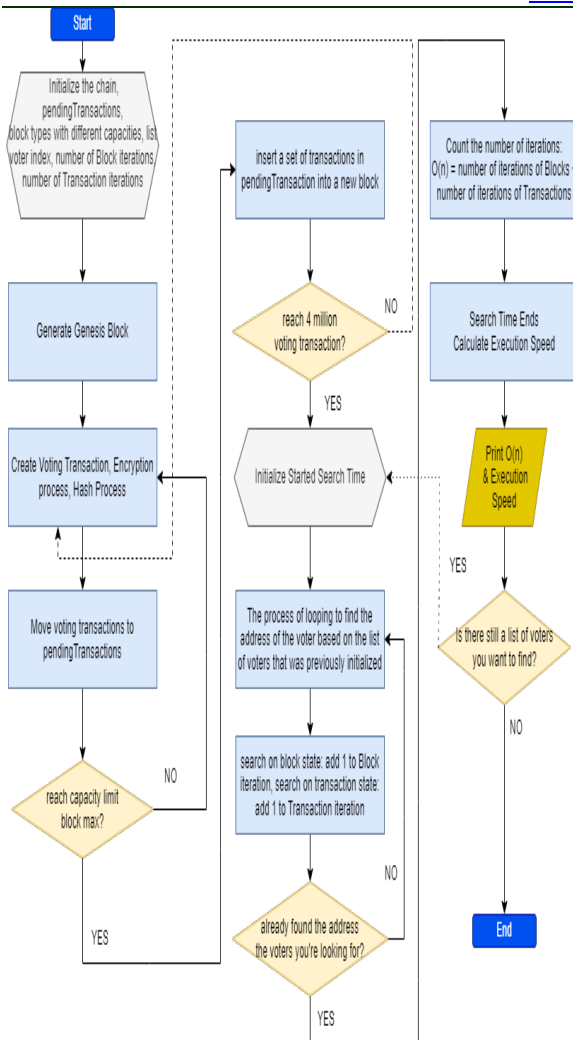 Start
Initialize the chain,
pendingTransactions,
block types with different capacities, list
voter index, number of Block iterations
number of Transaction iterations
Generate Genesis Block
Create Voting Transaction, Encryption
process, Hash Process
Move voting transactions to
pendingTransactions
reach capacity limit
block max?
NO
YES
insert a set of transactions in
pendingTransaction into a new block
reach 4 million
voting transaction?
NO
YES
Initialize Started Search Time
The process of looping to find the
address of the voter based on the list
of voters that was previously initialized
search on block state: add 1 to Block
iteration, search on transaction state:
add 1 to Transaction iteration
already found the address
the voters you're looking for?
NO
YES
Count the number of iterations:
O(n) = number of iterations of Blocks
number of iterations of Transactions
Search Time Ends
Calculate Execution Speed
Print O(n)
& Execution
Speed
YES
Is there still a list of voters
you want to find?
NO
End